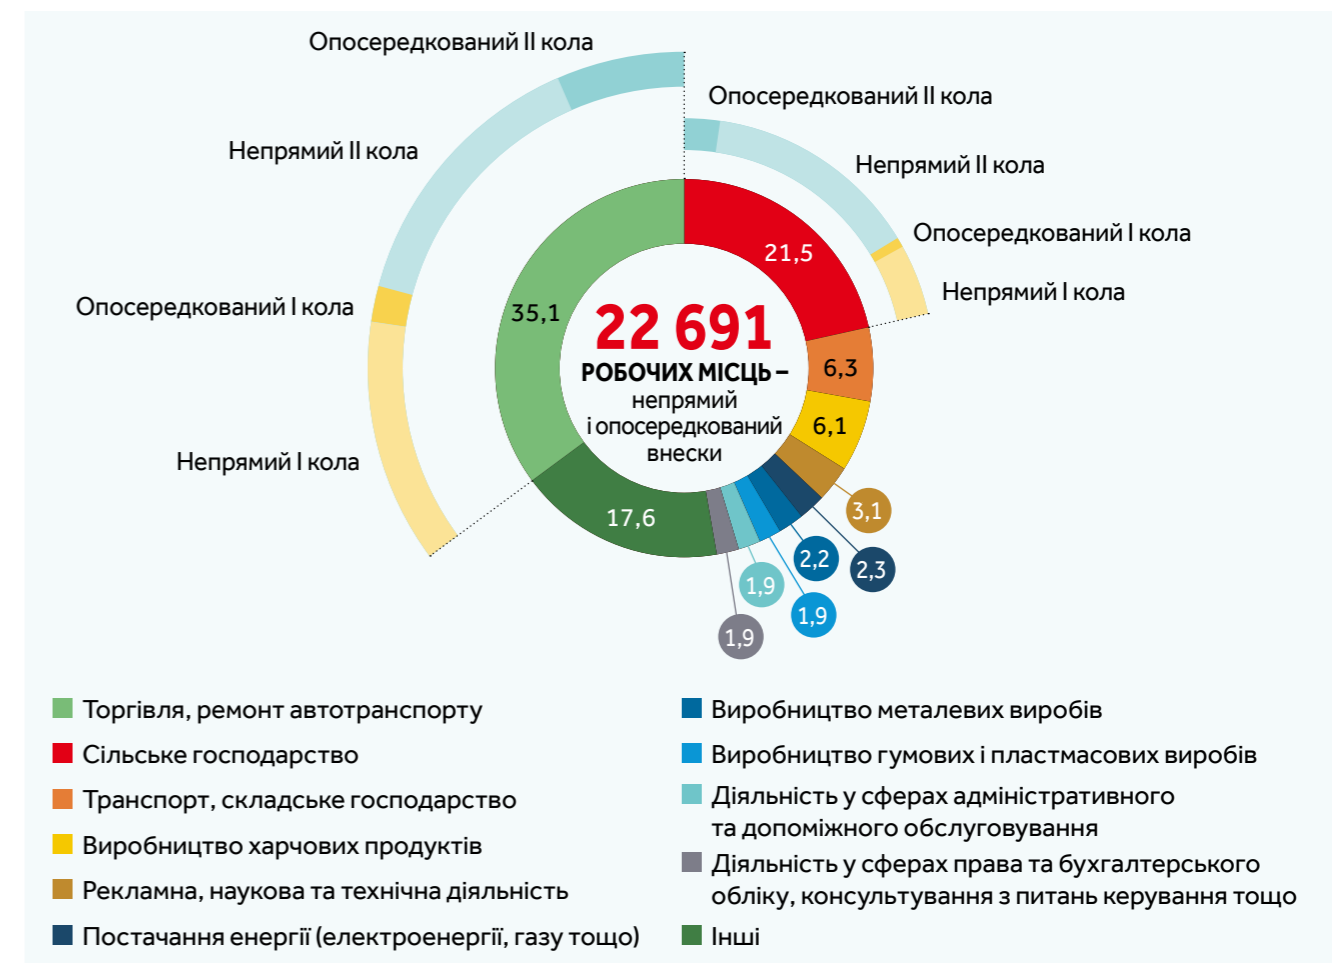 Опосередкований II кола
Опосередкований II кола
Непрямий II кола
Непрямий II кола
Опосередкований I кола
Непрямий I кола
Опосередкований I кола
Непрямий I кола
21,5
35,1
6,3
6,1
3,1
2,3
2,2
1,9
1,9
1,9
17,6
22 691
РОБОЧИХ МІСЦЬ –
непрямий
і опосередкований
внески
Торгівля, ремонт автотранспорту
Сільське господарство
Транспорт, складське господарство
Виробництво харчових продуктів
Рекламна, наукова та технічна діяльність
Постачання енергії (електроенергії, газу тощо)
Виробництво металевих виробів
Виробництво гумових і пластмасових виробів
Діяльність у сферах адміністративного
та допоміжного обслуговування
Діяльність у сферах права та бухгалтерського
обліку, консультування з питань керування тощо
Інші